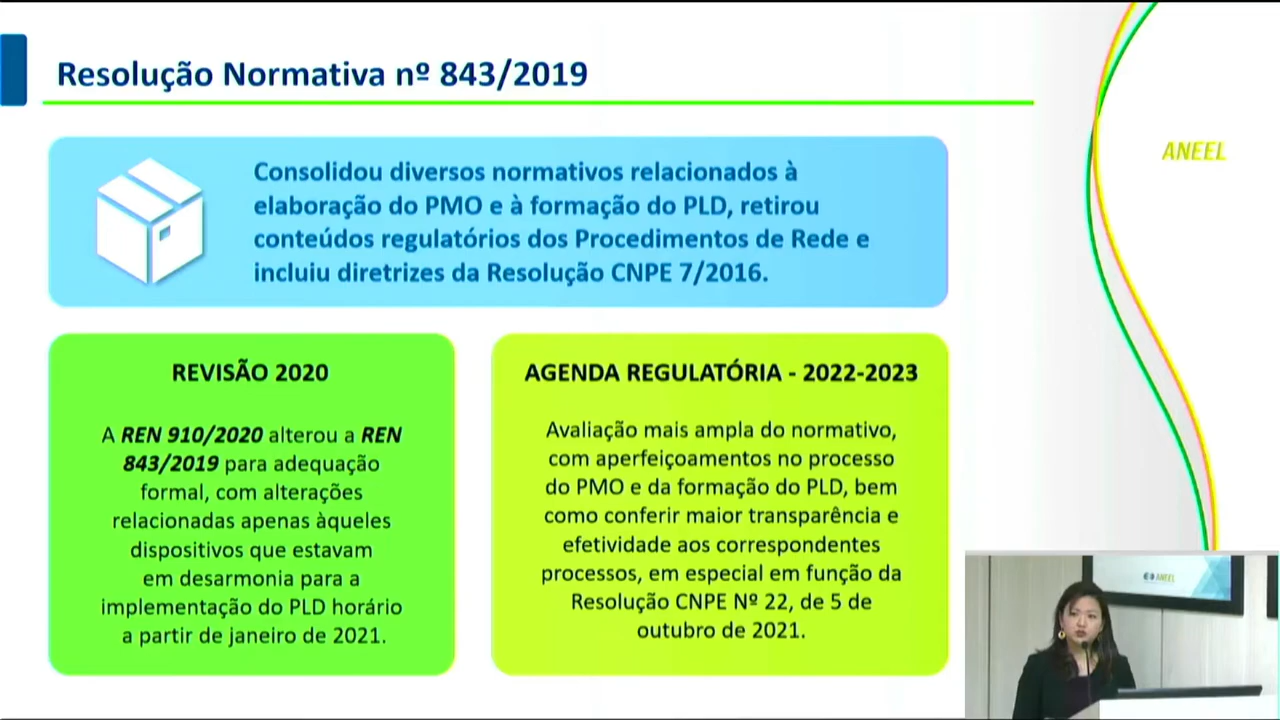 Resolução Normativa nº 843/2019
ANEEL
Consolidou diversos normativos relacionados à
elaboração do PMO e à formação do PLD, retirou
conteúdos regulatórios dos Procedimentos de Rede e
incluiu diretrizes da Resolução CNPE 7/2016.
REVISÃO 2020
A REN 910/2020 alterou a REN
843/2019 para adequação
formal, com alterações
relacionadas apenas àqueles
dispositivos que estavam
em desarmonia para a
implementação do PLD horário
a partir de janeiro de 2021.
AGENDA REGULATÓRIA - 2022-2023
Avaliação mais ampla do normativo,
com aperfeiçoamentos no processo
do PMO e da formação do PLD, bem
como conferir maior transparência e
efetividade aos correspondentes
processos, em especial em função da
Resolução CNPE Nº 22, de 5 de
outubro de 2021.
ANEEL